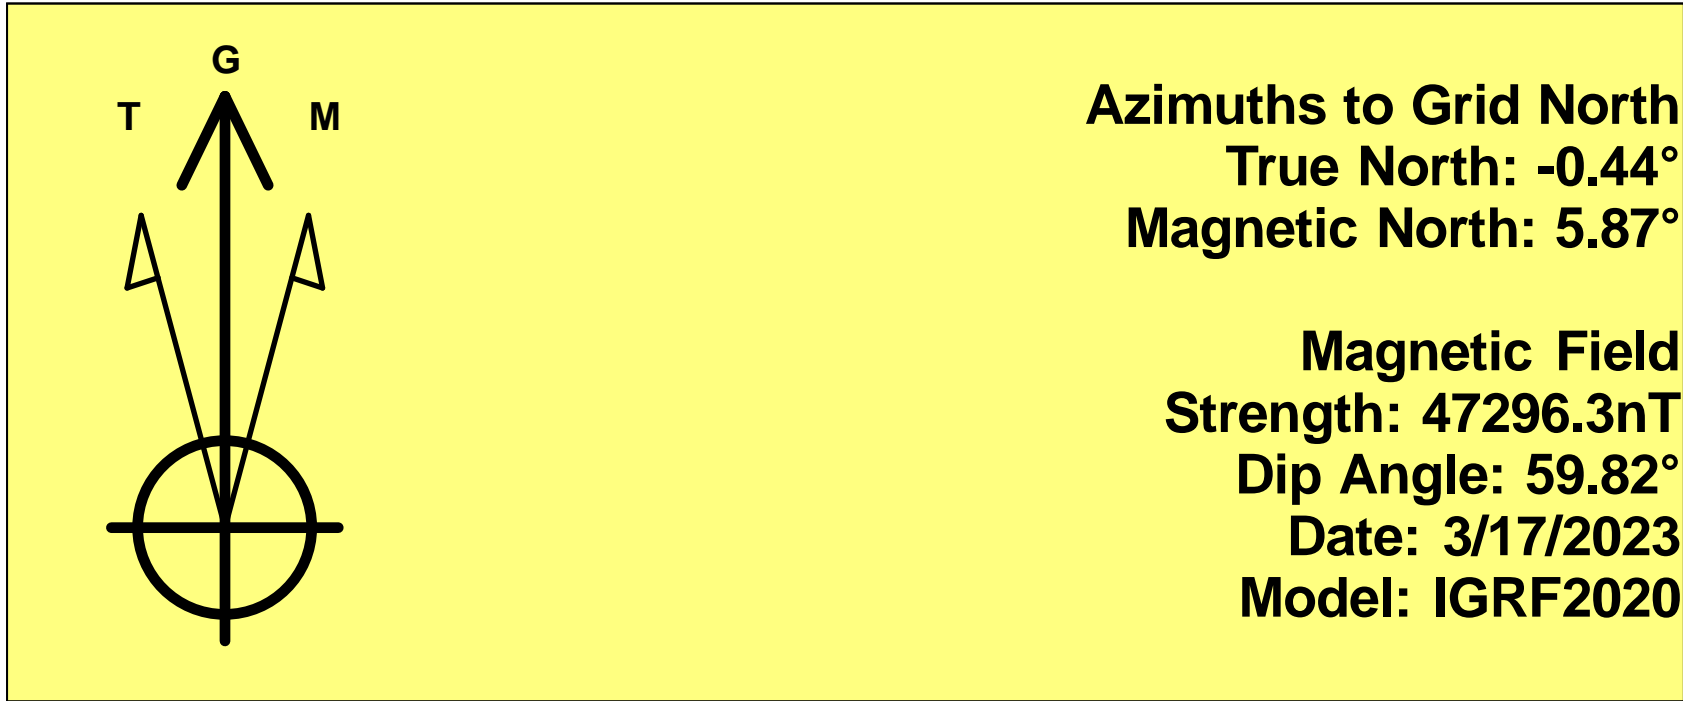 G
T M
Azimuths to Grid North
True North: -0.44°
Magnetic North: 5.87°
Magnetic Field
Strength: 47296.3nT
Dip Angle: 59.82°
Date: 3/17/2023
Model: IGRF2020